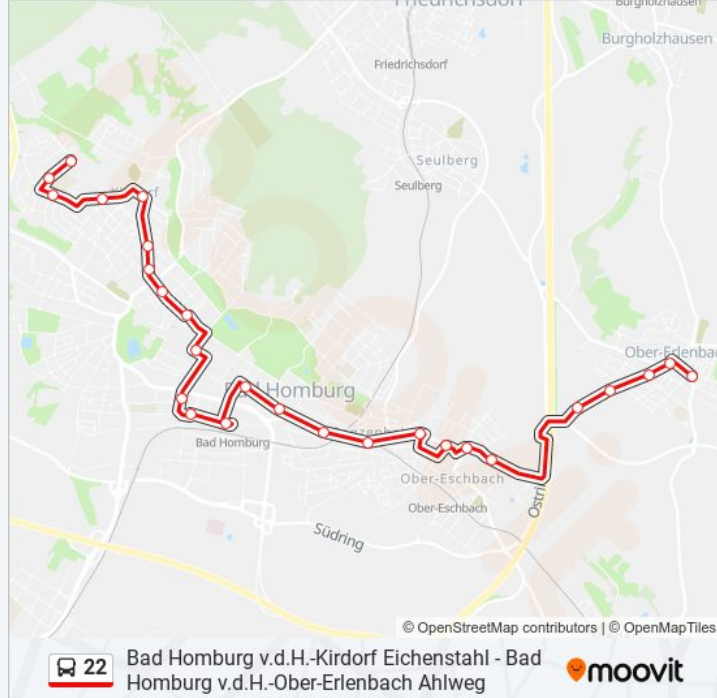 Friedrichsdorf
Burgholzhausen
Burgholzhausen
Friedrichsdorf
Seulberg
Seulberg
Ober-Erlenbac
Bad Homburg
Bad Homburg
Ober-Eschbach
Ober-Eschbach
Südring
© OpenStreetMap contributors | © OpenMapTiles
22
Bad Homburg v.d.H.-Kirdorf Eichenstahl - Bad
Homburg v.d.H.-Ober-Erlenbach Ahlweg
moovit